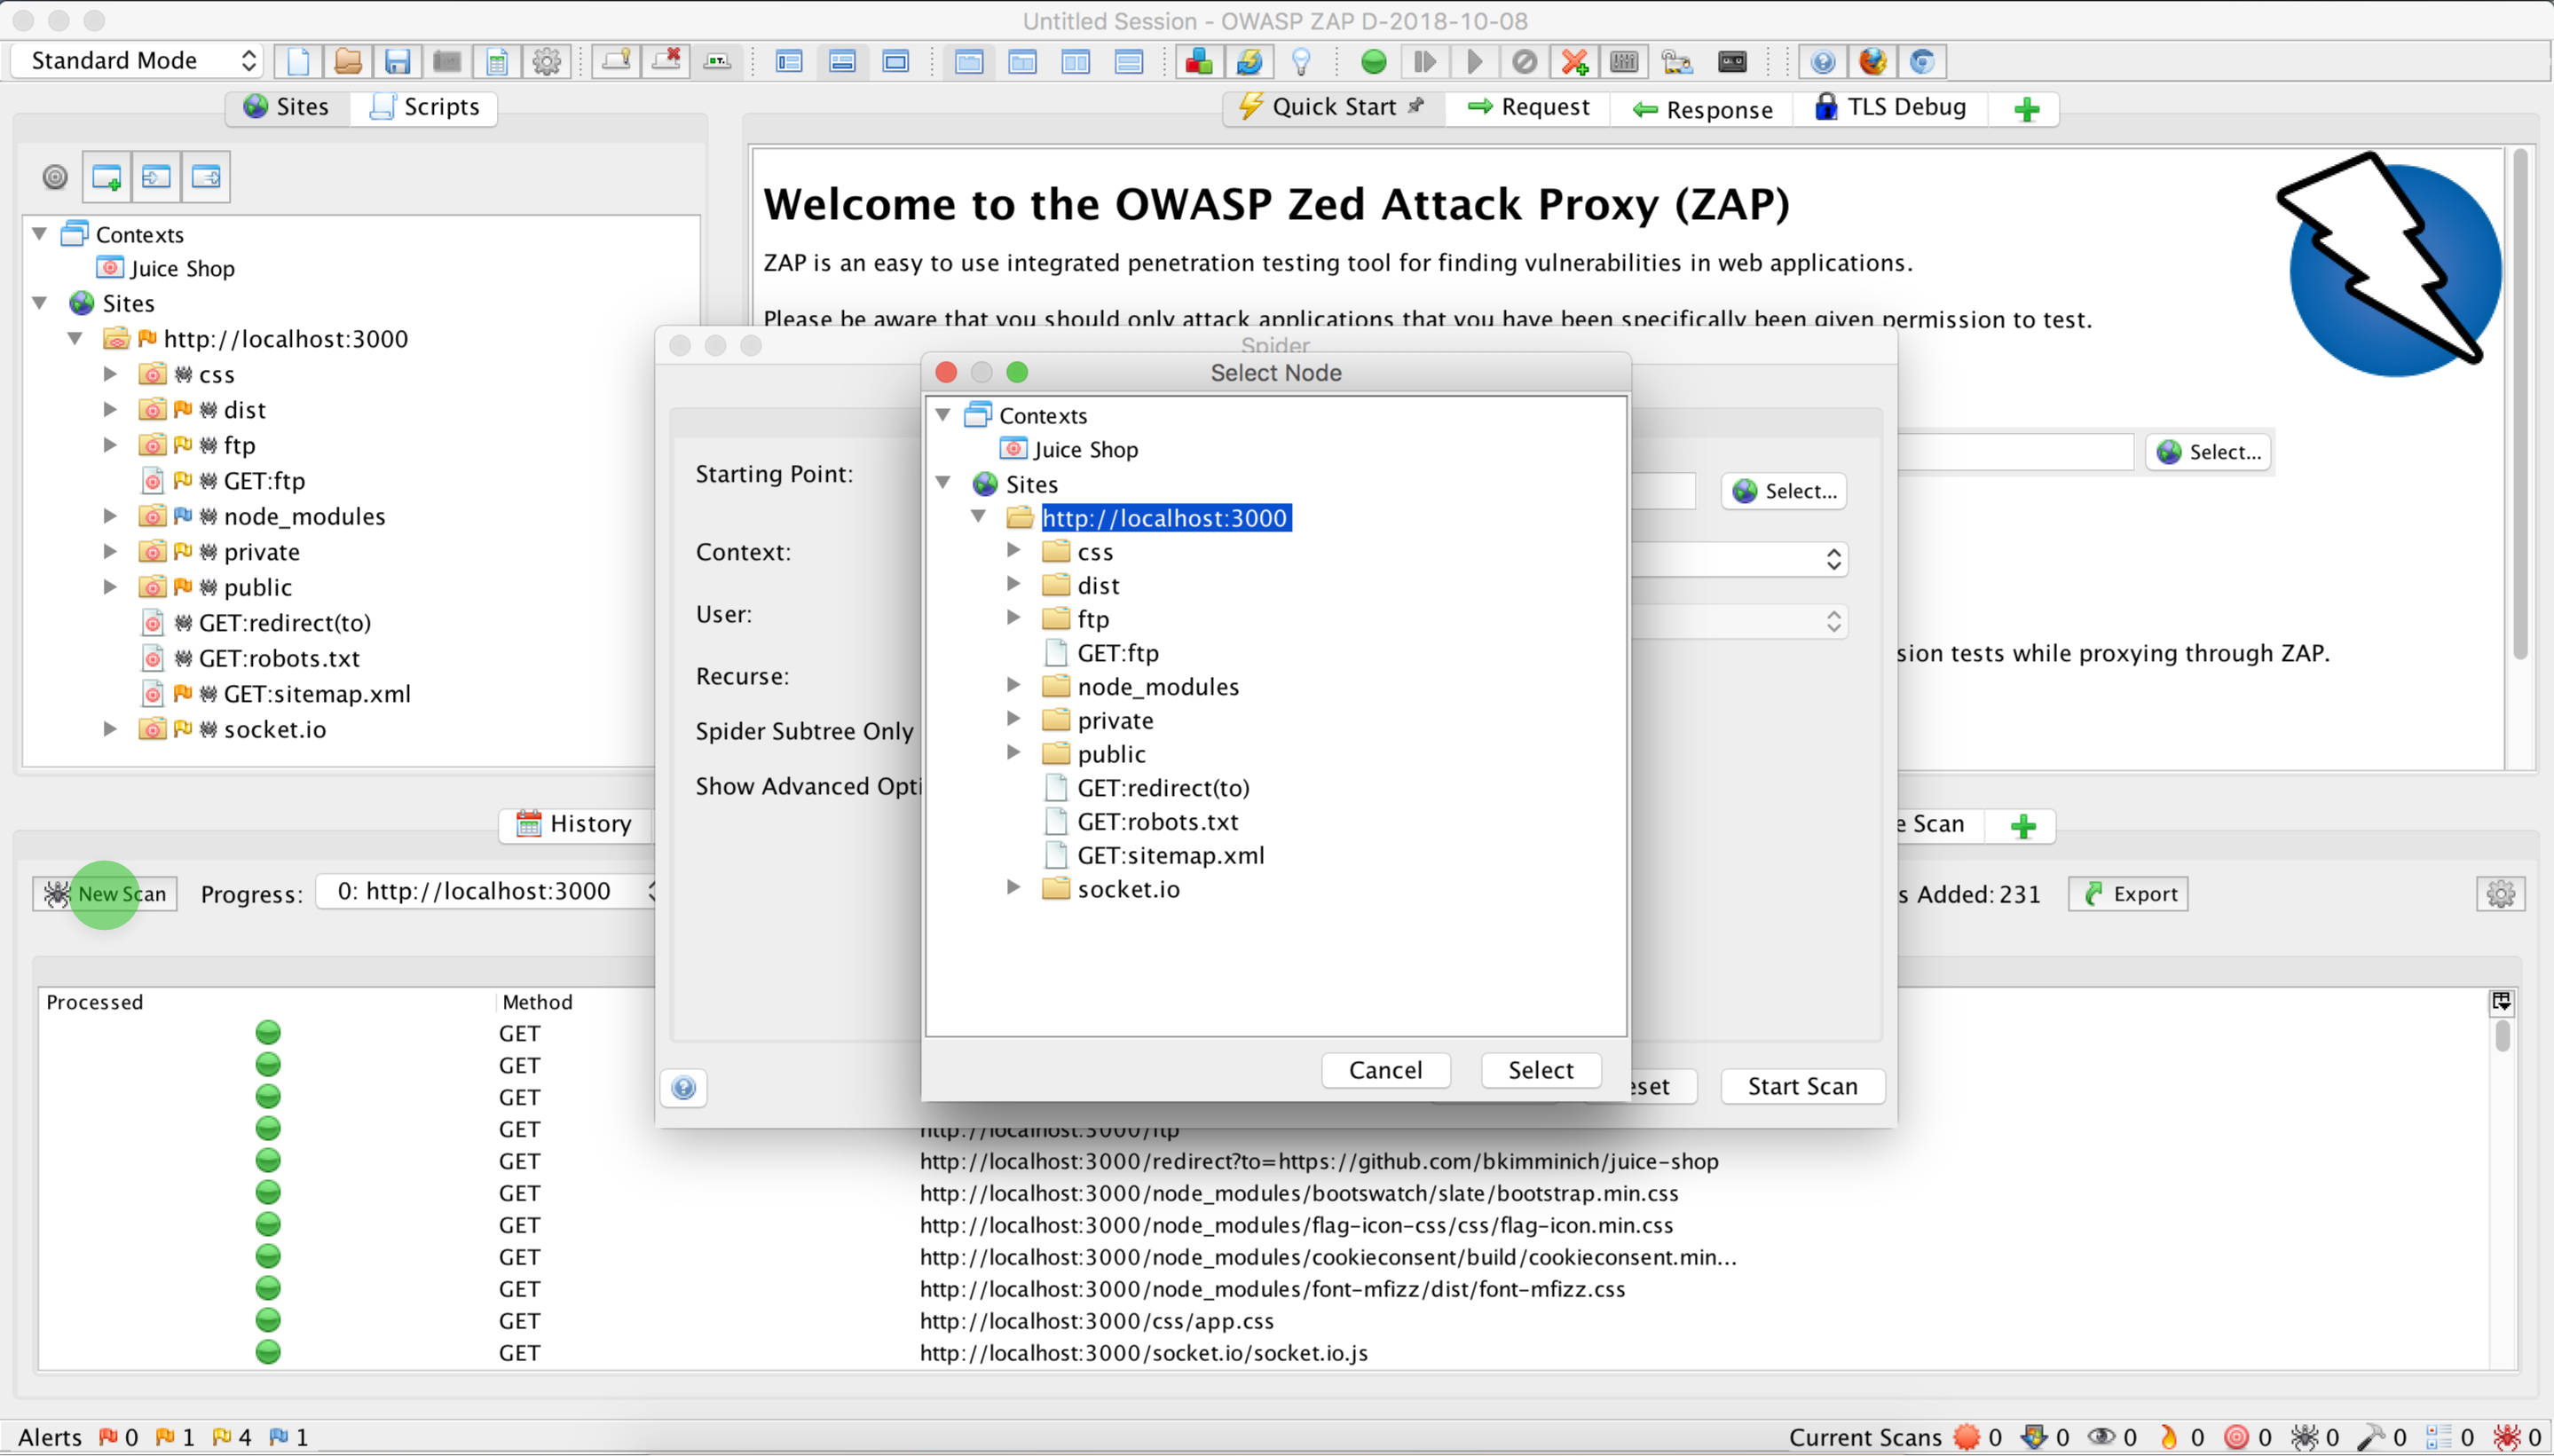 Untitled Session - OWASP ZAP D-2018-10-08
Standard Mode
Sites
Scripts
Quick Start
Request
Response
TLS Debug
Contexts
Juice Shop
Sites
http://localhost:3000
css
dist
ftp
GET:ftp
node_modules
private
public
GET:redirect(to)
GET:robots.txt
GET:sitemap.xml
socket.io
Welcome to the OWASP Zed Attack Proxy (ZAP)
ZAP is an easy to use integrated penetration testing tool for finding vulnerabilities in web applications.
Please be aware that you should only attack applications that you have been specifically been given permission to test.
Select...
sion tests while proxying through ZAP.
Spider
Starting Point:
Select...
Context:
User:
Recurse:
Spider Subtree Only
Show Advanced Opti
eset
Start Scan
Select Node
Contexts
Juice Shop
Sites
http://localhost:3000
css
dist
ftp
GET:ftp
node_modules
private
public
GET:redirect(to)
GET:robots.txt
GET:sitemap.xml
socket.io
Cancel
Select
History
e Scan
New Scan
Progress:
0: http://localhost:3000
s Added: 231
Export
Processed
Method
GET
GET
GET
GET http://localhost:3000/ftp
GET http://localhost:3000/redirect?to=https://github.com/bkimminich/juice-shop
GET http://localhost:3000/node_modules/bootswatch/slate/bootstrap.min.css
GET http://localhost:3000/node_modules/flag-icon-css/css/flag-icon.min.css
GET http://localhost:3000/node_modules/cookieconsent/build/cookieconsent.min...
GET http://localhost:3000/node_modules/font-mfizz/dist/font-mfizz.css
GET http://localhost:3000/css/app.css
GET http://localhost:3000/socket.io/socket.io.js
Alerts 0 1 4 1
Current Scans 0 0 0 0 0 0 0 0 0